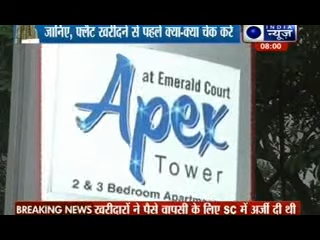 जानिए, फ्लैट खरीदने से पहले क्या-क्या चेक करें
INDIA
न्यूज़
08:00
at Emerald Court
Apex
Tower
2 & 3 Bedroom Apartme
BREAKING NEWS खरीदारों ने पैसे वापसी के लिए SC में अर्जी दी थी